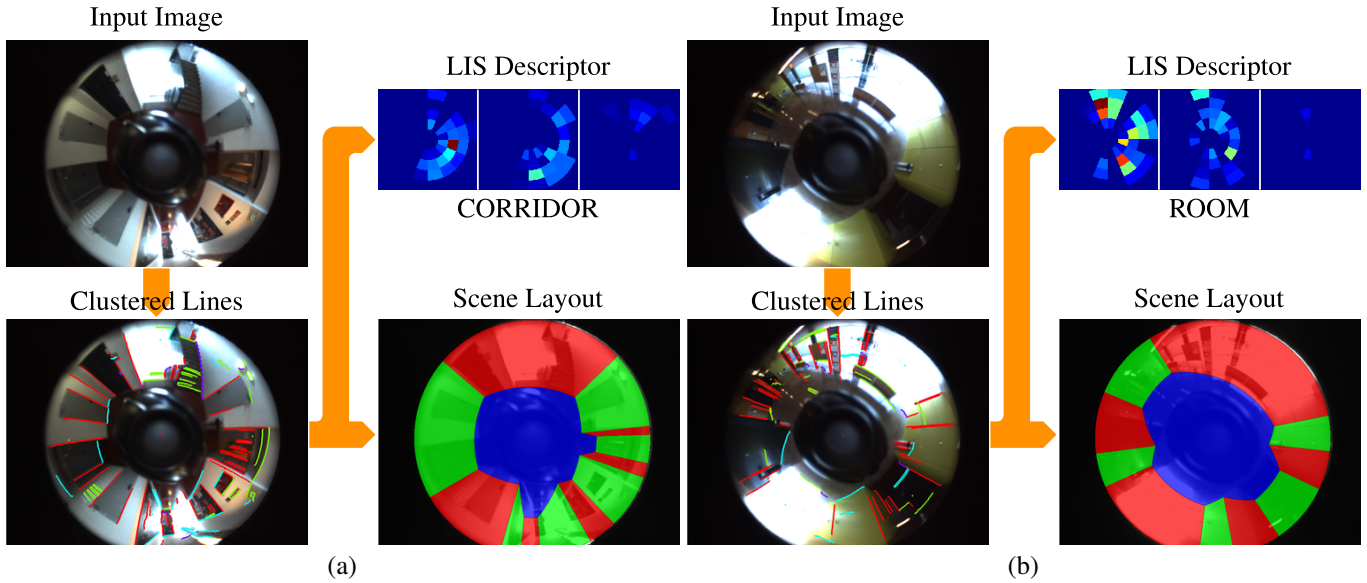 Input Image
LIS Descriptor
CORRIDOR
Clustered Lines
Scene Layout
(a)
Input Image
LIS Descriptor
ROOM
Clustered Lines
Scene Layout
(b)